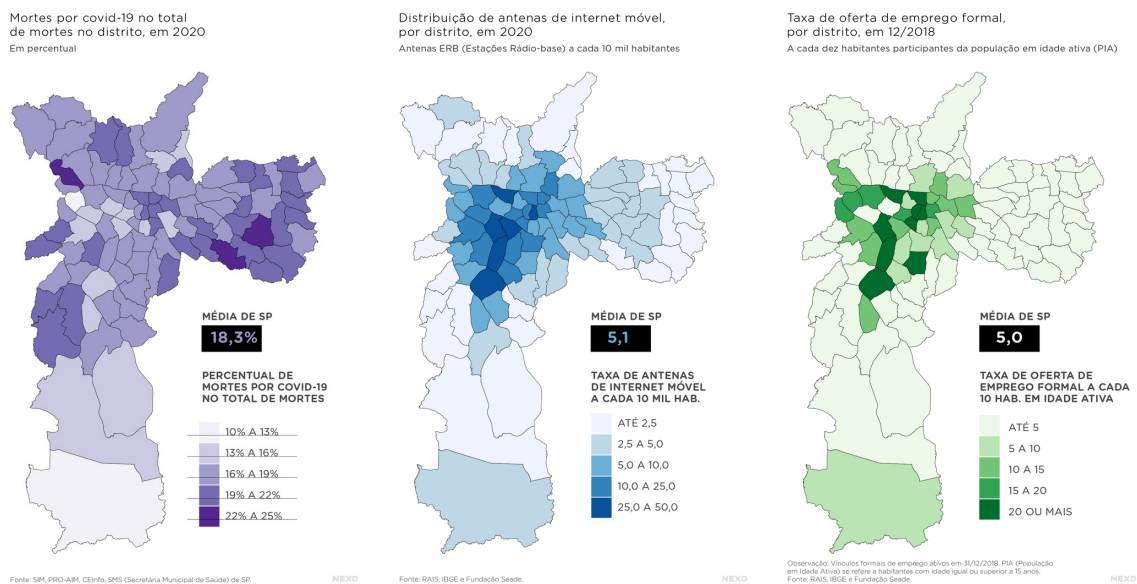 Mortes por covid-19 no total
de mortes no distrito, em 2020
Em percentual
MÉDIA DE SP
18,3%
PERCENTUAL DE
MORTES POR COVID-19
NO TOTAL DE MORTES
10% A 13%
13% A 16%
16% A 19%
19% A 22%
22% A 25%
Fonte: SIM, PRO-AIM, CEInfo, SMS (Secretária Municipal de Saúde) de SP.
NEXO
Distribuição de antenas de internet móvel,
por distrito, em 2020
Antenas ERB (Estações Rádio-base) a cada 10 mil habitantes
MÉDIA DE SP
5,1
TAXA DE ANTENAS
DE INTERNET MÓVEL
A CADA 10 MIL HAB.
ATÉ 2,5
2,5 A 5,0
5,0 A 10,0
10,0 A 25,0
25,0 A 50,0
Fonte: RAIS, IBGE e Fundação Seade.
NEXO
Taxa de oferta de emprego formal,
por distrito, em 12/2018
A cada dez habitantes participantes da população em idade ativa (PIA)
MÉDIA DE SP
5,0
TAXA DE OFERTA DE
EMPREGO FORMAL A CADA
10 HAB. EM IDADE ATIVA
ATÉ 5
5 A 10
10 A 15
15 A 20
20 OU MAIS
Observação: Vínculos formais de emprego ativos em 31/12/2018. PIA (População
em Idade Ativa) se refere a habitantes com idade igual ou superior a 15 anos.
Fonte: RAIS, IBGE e Fundação Seade.
NEXO